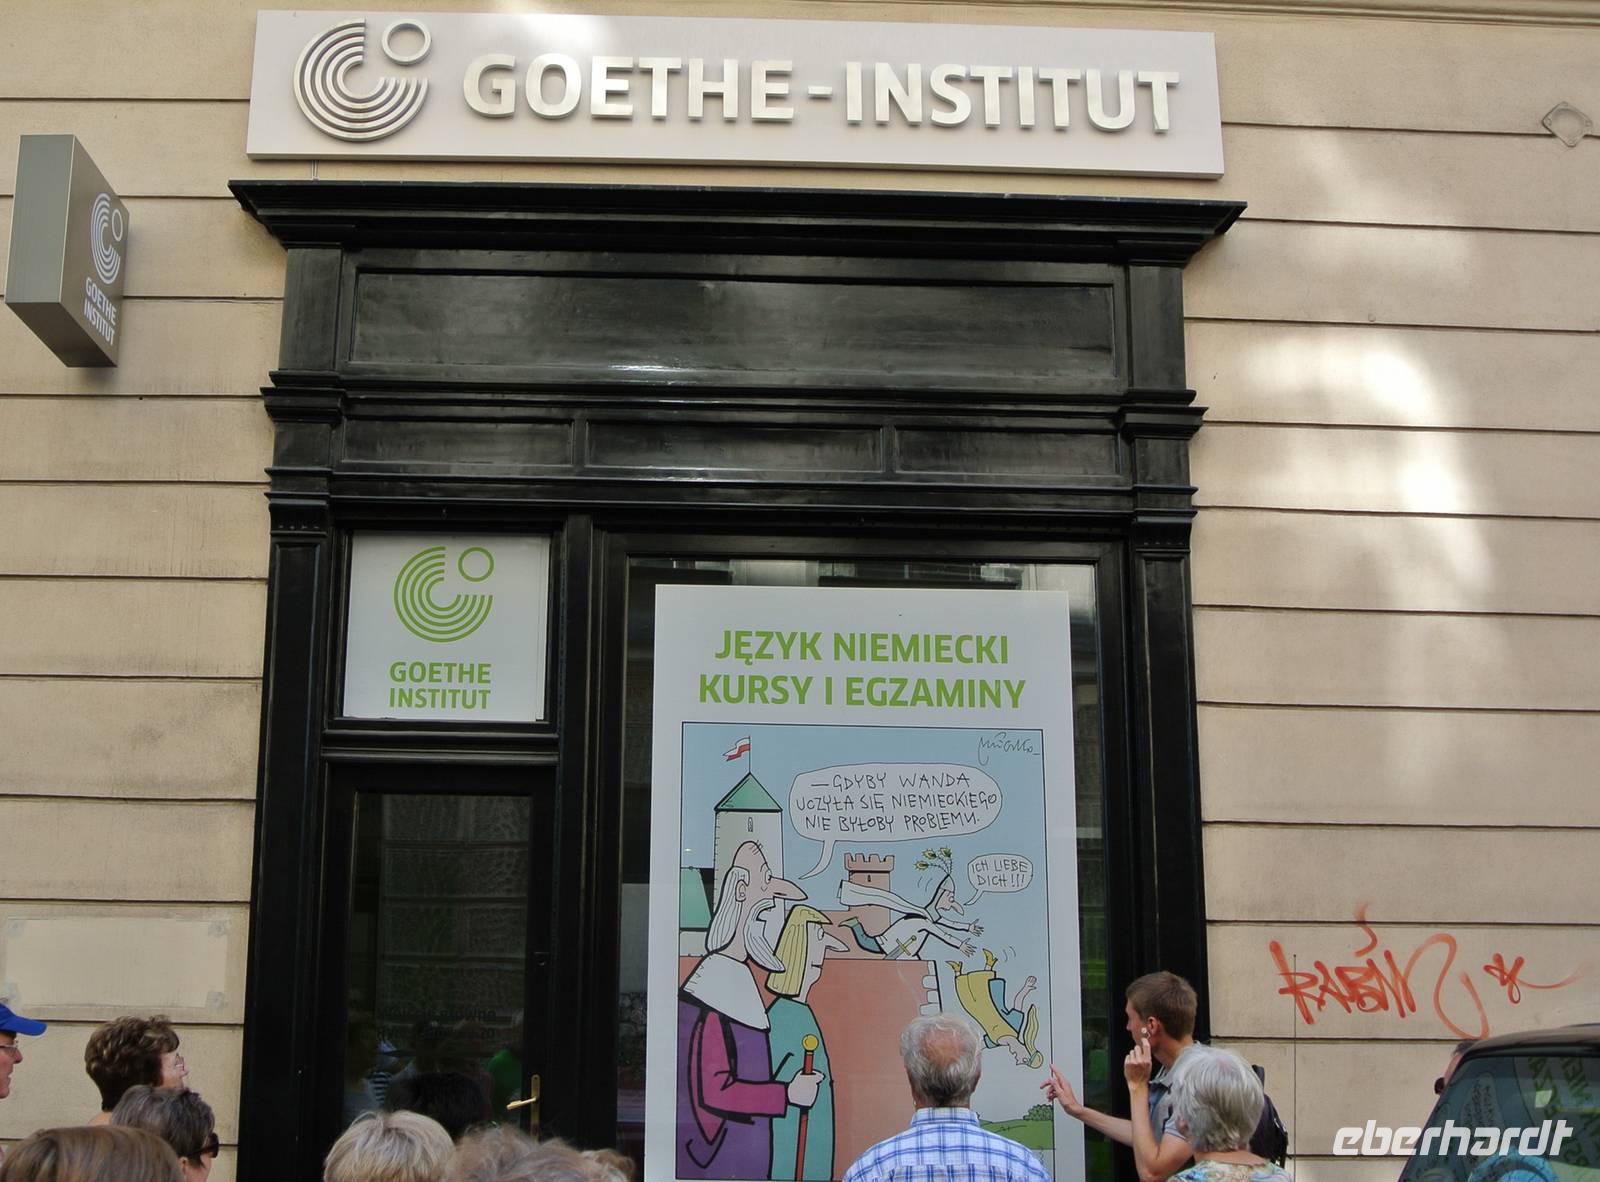 GOETHE-INSTITUT
GOETHE
INSTITUT
GOETHE
INSTITUT
JĘZYK NIEMIECKI
KURSY I EGZAMINY
—GDYBY WANDA
UCZYŁA SIĘ NIEMIECKIEGO
NIE BYŁOBY PROBLEMU.
ICH LIEBE
DICH!!!
eberhardt